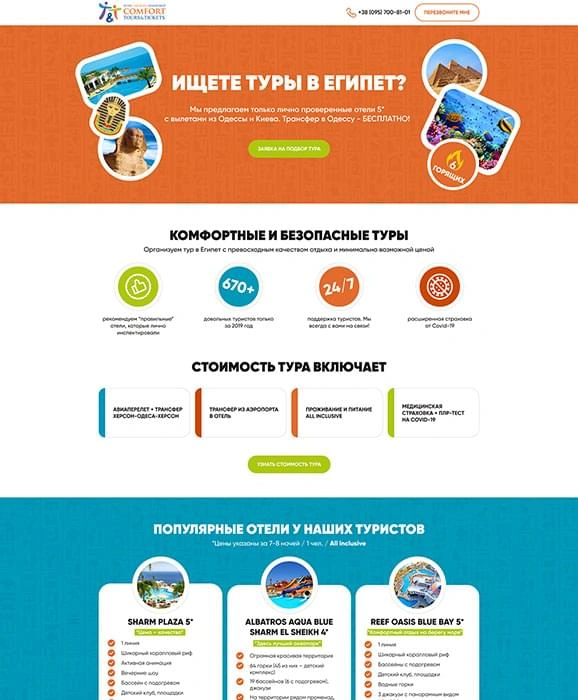 COMFORT
TOURS&TICKETS
+38 (095) 700-81-01
ПЕРЕЗВОНИТЕ МНЕ
ИЩЕТЕ ТУРЫ В ЕГИПЕТ?
Мы предлагаем только лично проверенные отели 5*
с вылетами из Одессы и Киева. Трансфер в Одессу - БЕСПЛАТНО!
ЗАЯВКА НА ПОДБОР ТУРА
6
ГОРЯЩИХ
КОМФОРТНЫЕ И БЕЗОПАСНЫЕ ТУРЫ
Организуем тур в Египет с превосходным качеством отдыха и минимально возможной ценой
670+
24/7
рекомендуем "правильные"
отели, которые лично
инспектировали
довольных туристов только
за 2019 год
поддержка туристов. Мы
всегда с вами на связи!
расширенная страховка
от Covid-19
СТОИМОСТЬ ТУРА ВКЛЮЧАЕТ
АВИАПЕРЕЛЕТ + ТРАНСФЕР
ХЕРСОН-ОДЕСА-ХЕРСОН
ТРАНСФЕР ИЗ АЭРОПОРТА
В ОТЕЛЬ
ПРОЖИВАНИЕ И ПИТАНИЕ
ALL INCLUSIVE
МЕДИЦИНСКАЯ
СТРАХОВКА + ПЛР-ТЕСТ
НА COVID-19
УЗНАТЬ СТОИМОСТЬ ТУРА
ПОПУЛЯРНЫЕ ОТЕЛИ У НАШИХ ТУРИСТОВ
*Цены указаны за 7-8 ночей / 1 чел. / All inclusive
SHARM PLAZA 5*
"Цена – качество"
1 линия
Шикарный коралловый риф
Активная анимация
Вечерние шоу
Бассейн с подогревом
Детский клуб, площадки
ALBATROS AQUA BLUE
SHARM EL SHEIKH 4*
"Здесь лучший аквапарк"
Огромная красивая территория
64 горки (45 из них – детский
комплекс)
19 бассейнов (6 с подогревом),
джакузи
На территории рядом променад,
REEF OASIS BLUE BAY 5*
"Комфортный отдых на берегу моря"
1 линия
Шикарный коралловый риф
Бассейны с подогревом
Детский клуб, площадки
Водные горки
3 джакузи с панорамным видом